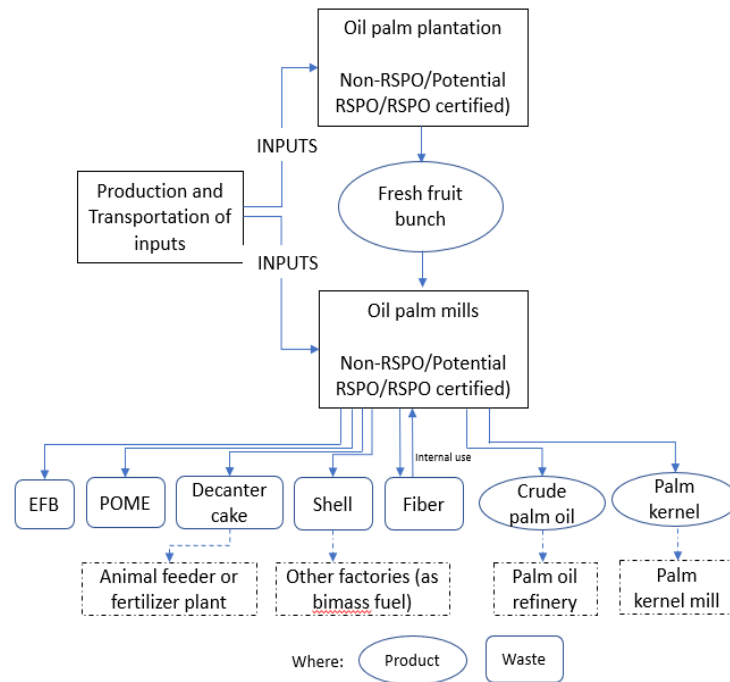 Oil palm plantation
Non-RSPO/Potential
RSPO/RSPO certified)
INPUTS
Production and
Transportation of
inputs
Fresh fruit
bunch
INPUTS
Oil palm mills
Non-RSPO/Potential
RSPO/RSPO certified)
Internal use
EFB
POME
Decanter
cake
Shell
Fiber
Crude
palm oil
Palm
kernel
Animal feeder or
fertilizer plant
Other factories (as
bimass fuel)
Palm oil
refinery
Palm
kernel mill
Where:
Product
Waste